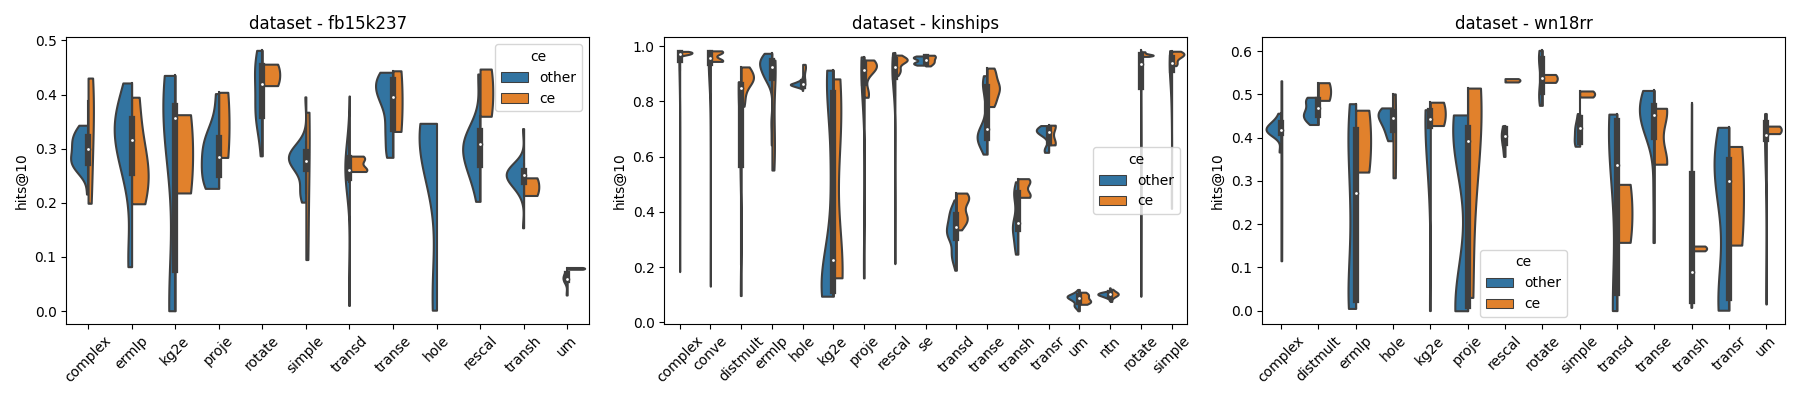 dataset - fb15k237
hits@10
0.5
0.4
0.3
0.2
0.1
0.0
ce
other
ce
complex
ermlp
kg2e
proje
rotate
simple
transd
transe
hole
rescal
transh
um
dataset - kinships
hits@10
1.0
0.8
0.6
0.4
0.2
0.0
ce
other
ce
complex
conve
distmult
ermlp
hole
kg2e
proje
rescal
se
transd
transe
transh
transr
um
ntn
rotate
simple
dataset - wn18rr
hits@10
0.6
0.5
0.4
0.3
0.2
0.1
0.0
ce
other
ce
complex
distmult
ermlp
hole
kg2e
proje
rescal
rotate
simple
transd
transe
transh
transr
um